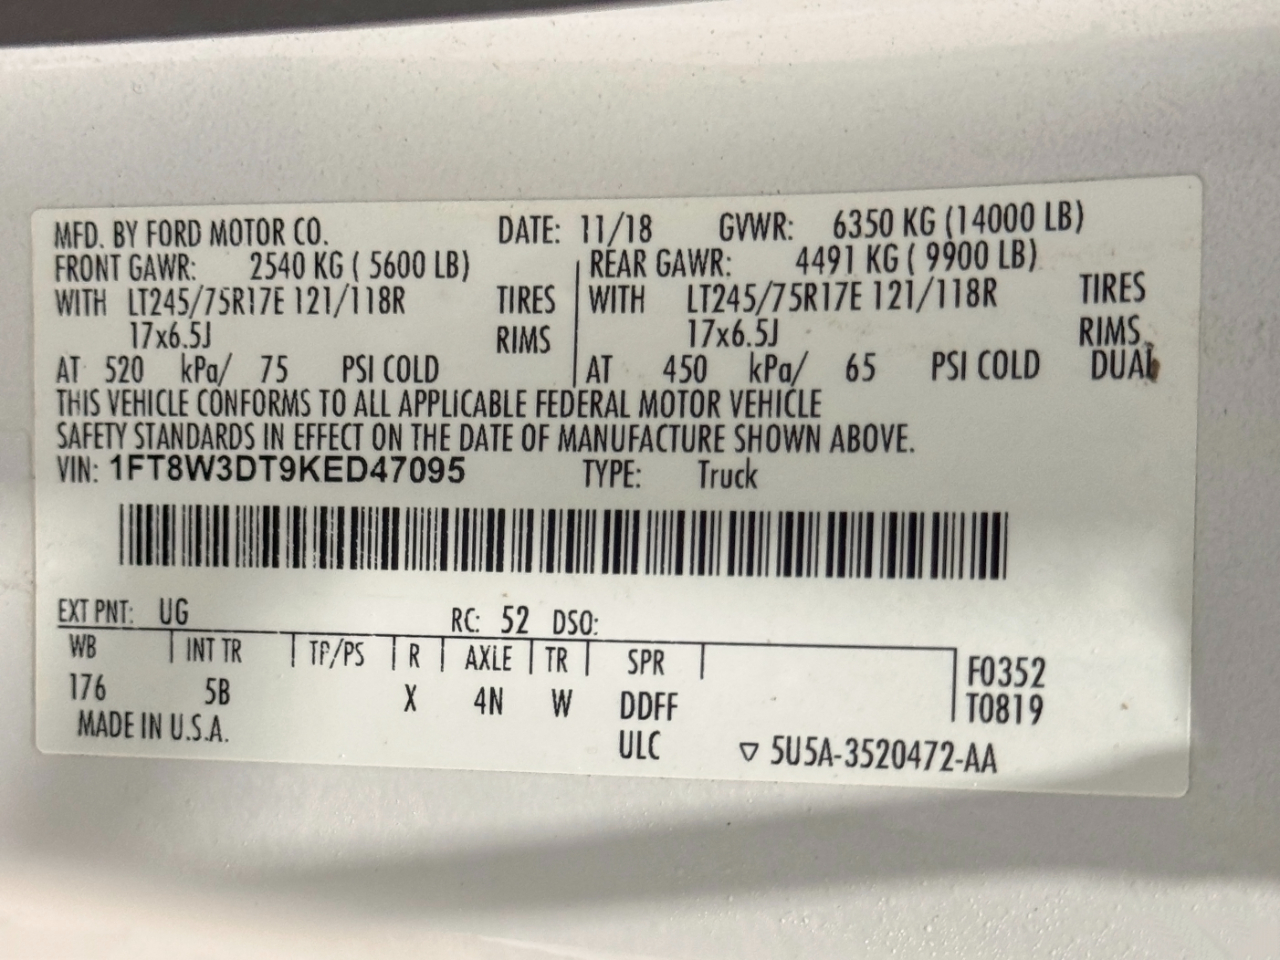 MFD. BY FORD MOTOR CO. DATE: 11/18 GVWR: 6350 KG (14000 LB)
FRONT GAWR: 2540 KG ( 5600 LB) REAR GAWR: 4491 KG ( 9900 LB)
WITH LT245/75R17E 121/118R TIRES WITH LT245/75R17E 121/118R TIRES
17x6.5J RIMS 17x6.5J RIMS
AT 520 kPa/ 75 PSI COLD AT 450 kPa/ 65 PSI COLD DUAL
THIS VEHICLE CONFORMS TO ALL APPLICABLE FEDERAL MOTOR VEHICLE
SAFETY STANDARDS IN EFFECT ON THE DATE OF MANUFACTURE SHOWN ABOVE.
VIN: 1FT8W3DT9KED47095 TYPE: Truck
EXT PNT: UG RC: 52 DSO:
WB INT TR TP/PS R AXLE TR SPR F0352
176 5B X 4N W DDFF T0819
MADE IN U.S.A. ULC ▽ 5U5A-3520472-AA